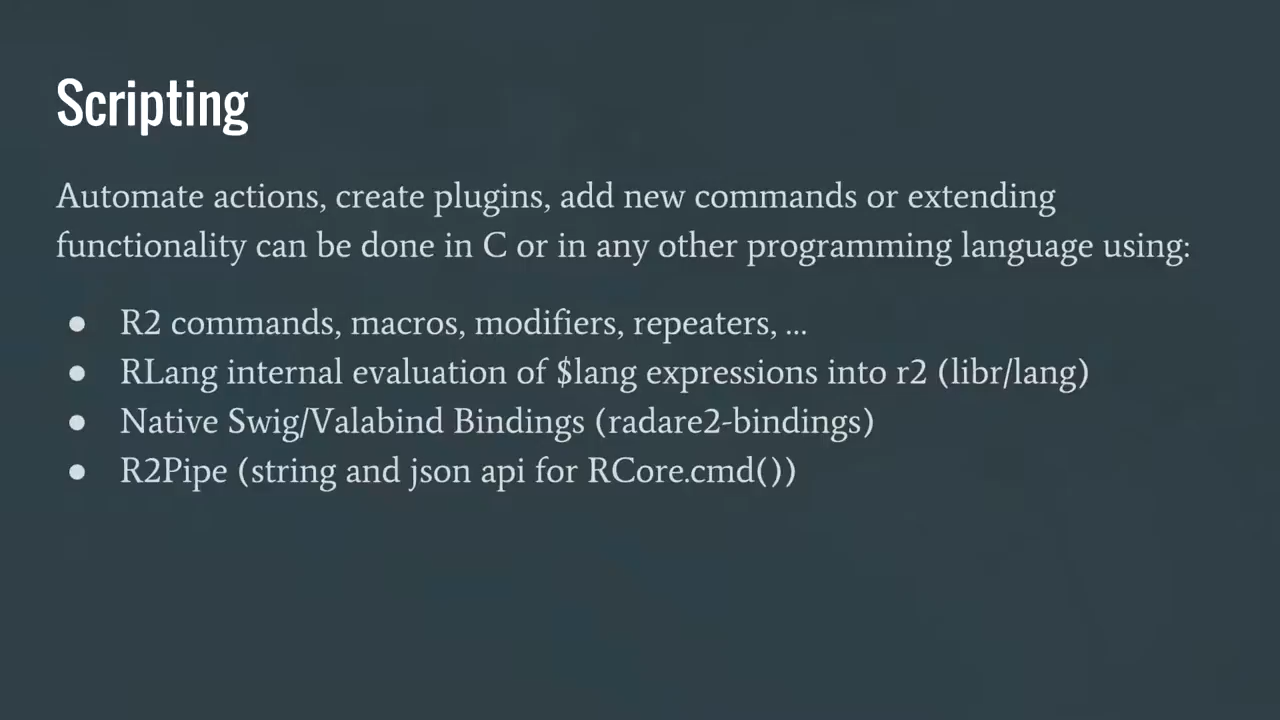 Scripting
Automate actions, create plugins, add new commands or extending
functionality can be done in C or in any other programming language using:
● R2 commands, macros, modifiers, repeaters, ...
● RLang internal evaluation of $lang expressions into r2 (libr/lang)
● Native Swig/Valabind Bindings (radare2-bindings)
● R2Pipe (string and json api for RCore.cmd())